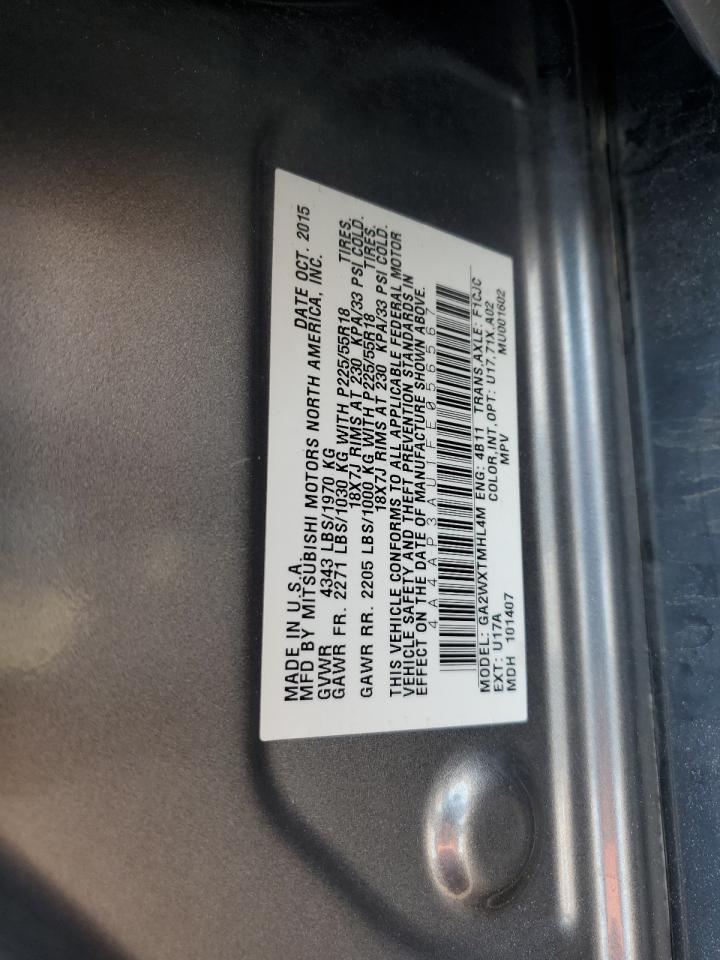 MADE IN U.S.A. DATE OCT. 2015
MFD BY MITSUBISHI MOTORS NORTH AMERICA, INC.
GVWR 4343 LBS/1970 KG
GAWR FR. 2271 LBS/1030 KG WITH P225/55R18 TIRES,
18X7J RIMS AT 230 KPA/33 PSI COLD.
GAWR RR. 2205 LBS/1000 KG WITH P225/55R18 TIRES,
18X7J RIMS AT 230 KPA/33 PSI COLD.
THIS VEHICLE CONFORMS TO ALL APPLICABLE FEDERAL MOTOR
VEHICLE SAFETY AND THEFT PREVENTION STANDARDS IN
EFFECT ON THE DATE OF MANUFACTURE SHOWN ABOVE.
4A4AP3AU1FE056567
MODEL: GA2WXTMHL4M ENG: 4B11 TRANS,AXLE: F1CJC
EXT: U17A COLOR,INT,OPT: U17,71X,A02
MDH 101407 MPV MU001602